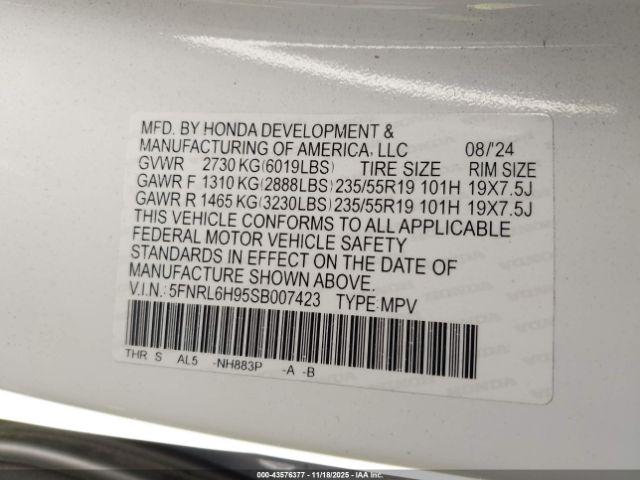 MFD. BY HONDA DEVELOPMENT &
MANUFACTURING OF AMERICA, LLC 08/'24
GVWR 2730 KG(6019LBS) TIRE SIZE RIM SIZE
GAWR F 1310 KG(2888LBS) 235/55R19 101H 19X7.5J
GAWR R 1465 KG(3230LBS) 235/55R19 101H 19X7.5J
THIS VEHICLE CONFORMS TO ALL APPLICABLE
FEDERAL MOTOR VEHICLE SAFETY
STANDARDS IN EFFECT ON THE DATE OF
MANUFACTURE SHOWN ABOVE.
V.I.N.: 5FNRL6H95SB007423 TYPE:MPV
THR S AL5 -NH883P -A -B
000-43576377 - 11/18/2025 - IAAI.COM